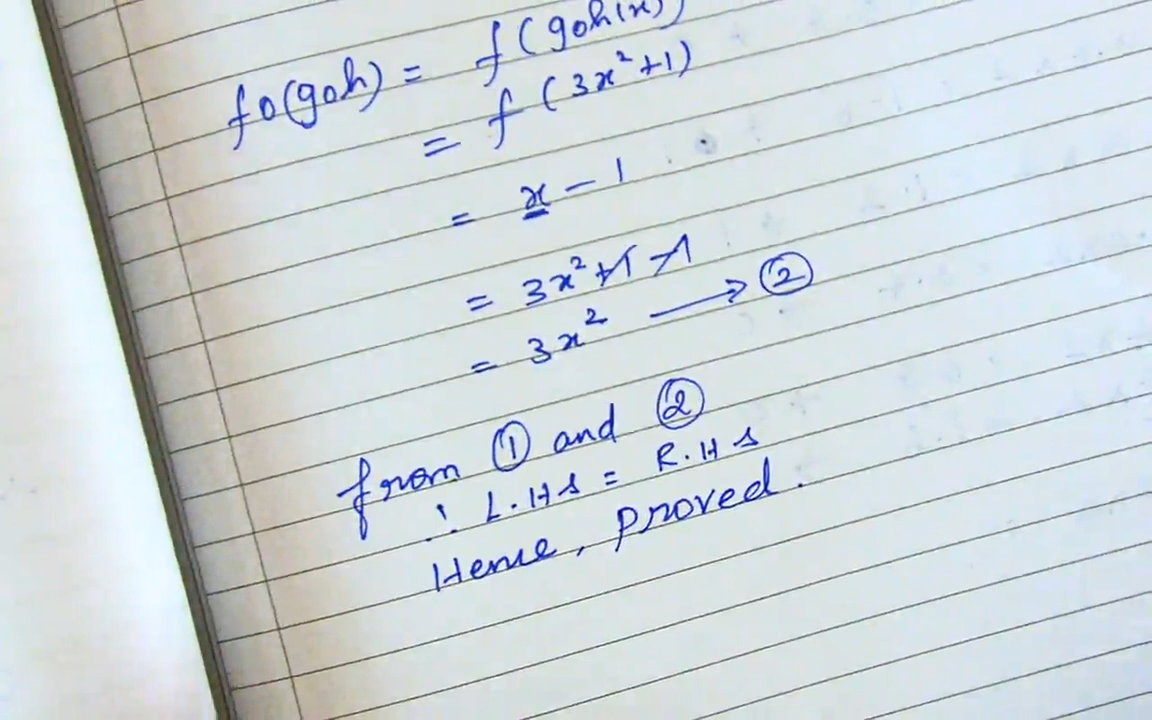 fo(goh) = f(goh(x))
= f(3x²+1)
= x - 1
= 3x²+1-1
= 3x² → ②
from ① and ②
∴ L.H.S = R.H.S
Hence, proved.